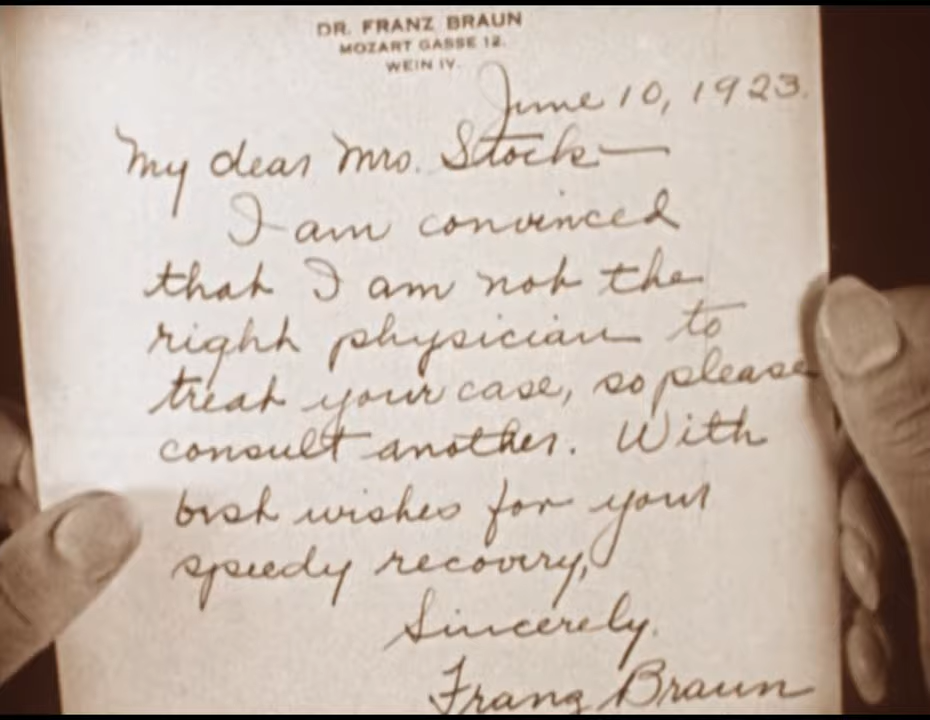 DR. FRANZ BRAUN
MOZART GASSE 12.
WEIN IV.
June 10, 1923.
My dear Mrs. Stock—
I am convinced
that I am not the
right physician to
treat your case, so please
consult another. With
best wishes for your
speedy recovery,
Sincerely.
Franz Braun